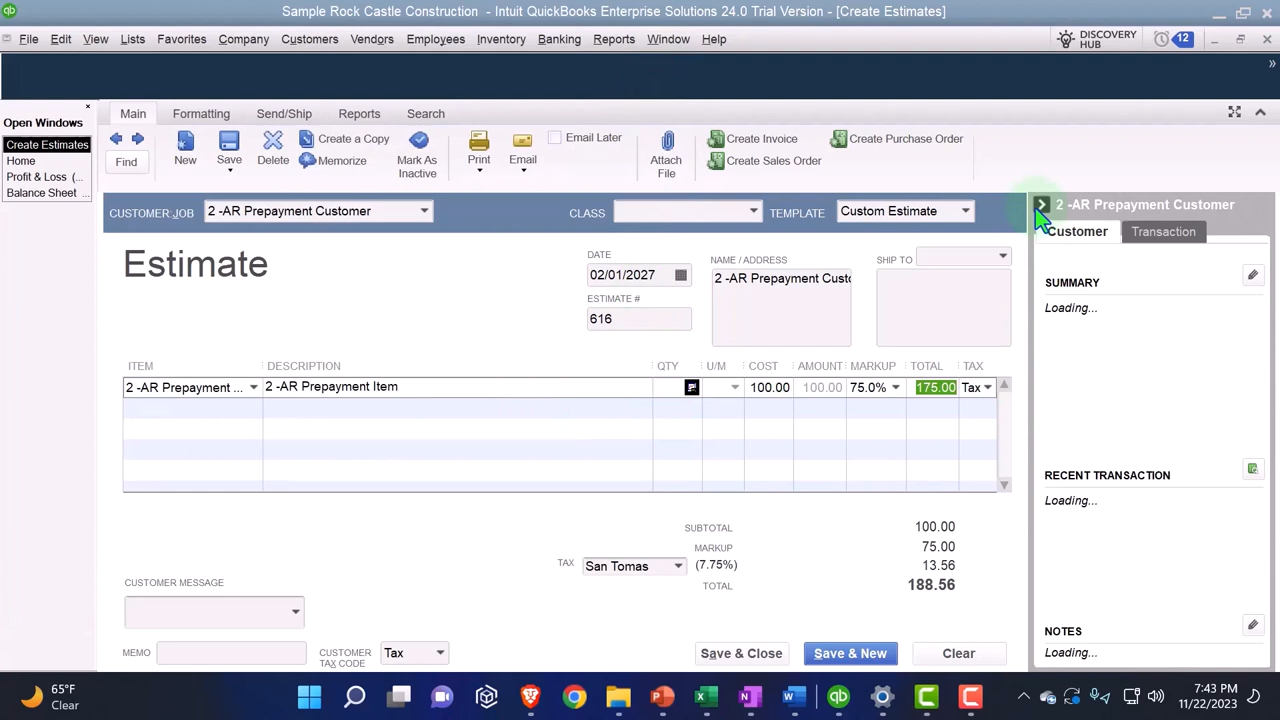 Sample Rock Castle Construction - Intuit QuickBooks Enterprise Solutions 24.0 Trial Version - [Create Estimates]
File Edit View Lists Favorites Company Customers Vendors Employees Inventory Banking Reports Window Help
DISCOVERY HUB 12
Open Windows
Create Estimates
Home
Profit & Loss (...
Balance Sheet ...
Main Formatting Send/Ship Reports Search
Find New Save Delete Create a Copy Memorize Mark As Inactive Print Email Email Later Attach File Create Invoice Create Sales Order Create Purchase Order
CUSTOMER:JOB 2 -AR Prepayment Customer CLASS TEMPLATE Custom Estimate
2 -AR Prepayment Customer
Customer Transaction
Estimate
DATE
02/01/2027
ESTIMATE #
616
NAME / ADDRESS
2 -AR Prepayment Custo
SHIP TO
ITEM DESCRIPTION QTY U/M COST AMOUNT MARKUP TOTAL TAX
2 -AR Prepayment ... 2 -AR Prepayment Item 100.00 100.00 75.0% 175.00 Tax
SUBTOTAL 100.00
MARKUP 75.00
TAX San Tomas (7.75%) 13.56
TOTAL 188.56
CUSTOMER MESSAGE
MEMO CUSTOMER TAX CODE Tax
Save & Close Save & New Clear
SUMMARY
Loading...
RECENT TRANSACTION
Loading...
NOTES
Loading...
65°F
Clear
7:43 PM
11/22/2023